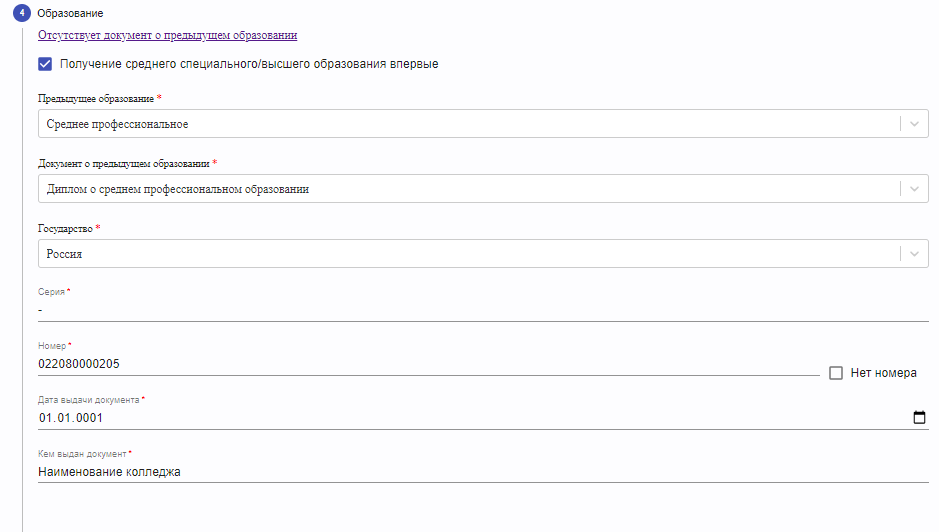 4 Образование
Отсутствует документ о предыдущем образовании
Получение среднего специального/высшего образования впервые
Предыдущее образование *
Среднее профессиональное
Документ о предыдущем образовании *
Диплом о среднем профессиональном образовании
Государство *
Россия
Серия *
-
Номер *
022080000205
Нет номера
Дата выдачи документа *
01.01.0001
Кем выдан документ *
Наименование колледжа